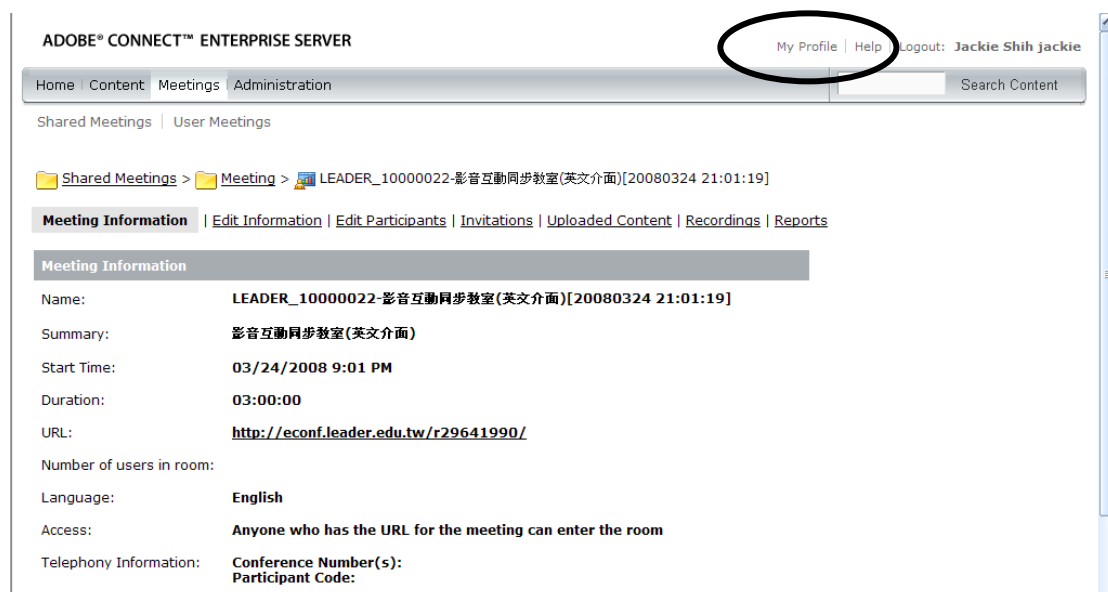 ADOBE® CONNECT™ ENTERPRISE SERVER
My Profile | Help | Logout: Jackie Shih jackie
Home | Content | Meetings | Administration
Search Content
Shared Meetings | User Meetings
Shared Meetings > Meeting > LEADER_10000022-影音互動同步教室(英文介面)[20080324 21:01:19]
Meeting Information | Edit Information | Edit Participants | Invitations | Uploaded Content | Recordings | Reports
Meeting Information
Name: LEADER_10000022-影音互動同步教室(英文介面)[20080324 21:01:19]
Summary: 影音互動同步教室(英文介面)
Start Time: 03/24/2008 9:01 PM
Duration: 03:00:00
URL: http://econf.leader.edu.tw/r29641990/
Number of users in room:
Language: English
Access: Anyone who has the URL for the meeting can enter the room
Telephony Information: Conference Number(s):
Participant Code: